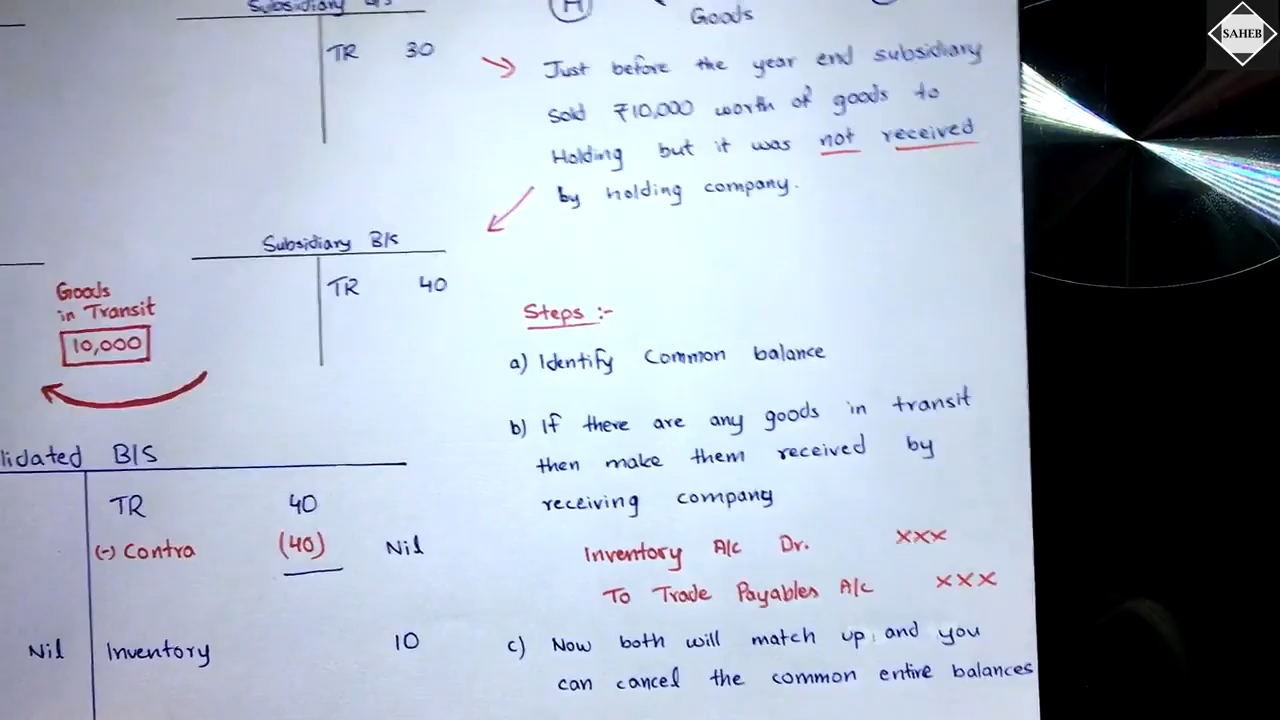 Subsidiary B/s
TR 30
Goods
Just before the year end subsidiary
sold ₹10,000 worth of goods to
Holding but it was not received
by holding company.
Subsidiary B/s
TR 40
Goods
in Transit
10,000
lidated B/S
TR 40
(-) Contra (40) Nil
Nil Inventory 10
Steps :-
a) Identify Common balance
b) If there are any goods in transit
then make them received by
receiving company
Inventory A/c Dr. xxx
To Trade Payables A/c xxx
c) Now both will match up, and you
can cancel the common entire balances
SAHEB